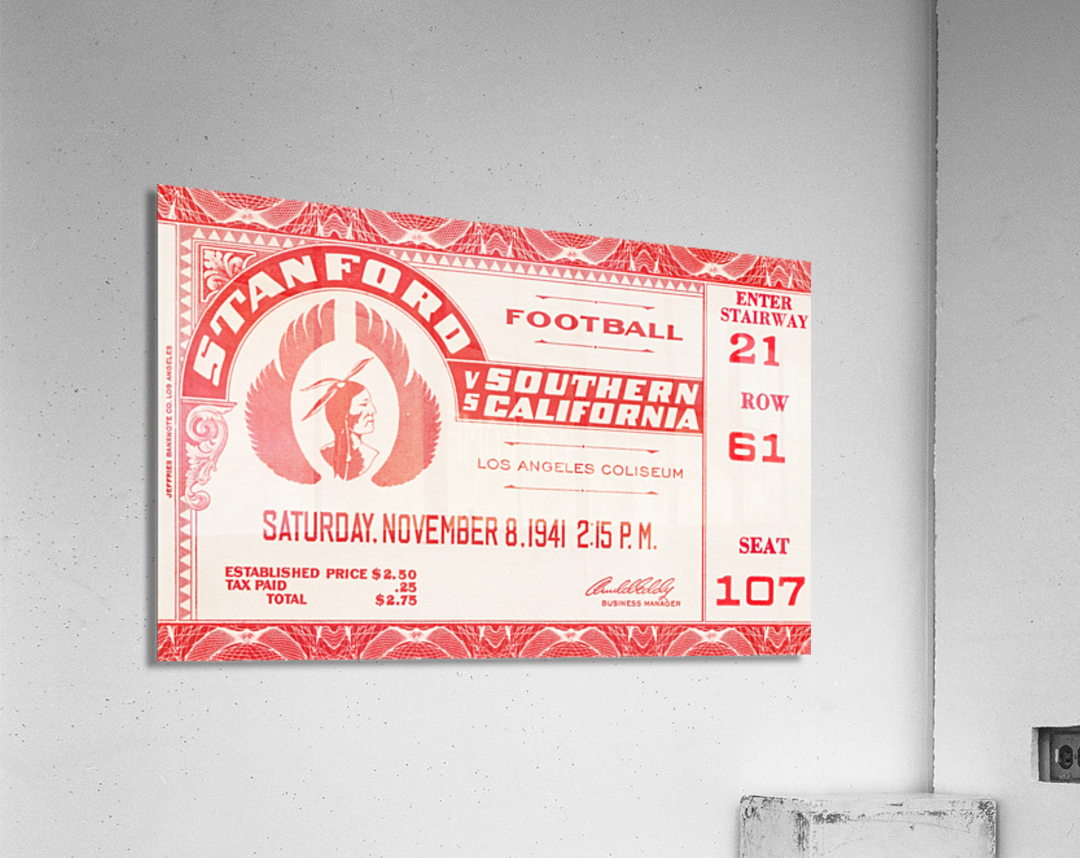 STANFORD
FOOTBALL
VS SOUTHERN
CALIFORNIA
LOS ANGELES COLISEUM
SATURDAY, NOVEMBER 8, 1941 2:15 P. M.
ESTABLISHED PRICE $2.50
TAX PAID .25
TOTAL $2.75
BUSINESS MANAGER
JEFFRIES BANKNOTE CO. LOS ANGELES
ENTER
STAIRWAY
21
ROW
61
SEAT
107